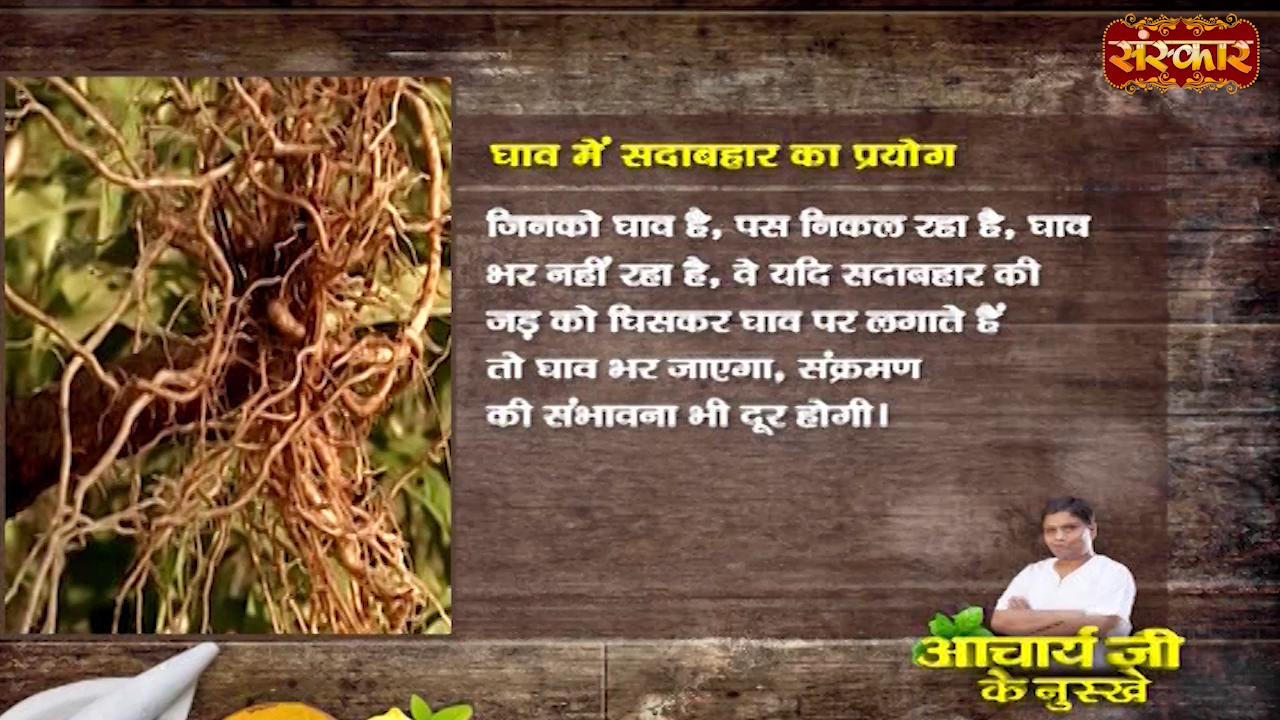 संस्कार
घाव में सदाबहार का प्रयोग
जिनको घाव है, पस निकल रहा है, घाव
भर नहीं रहा है, वे यदि सदाबहार की
जड़ को घिसकर घाव पर लगाते हैं
तो घाव भर जाएगा, संक्रमण
की संभावना भी दूर होगी।
आचार्य जी
के नुस्खे